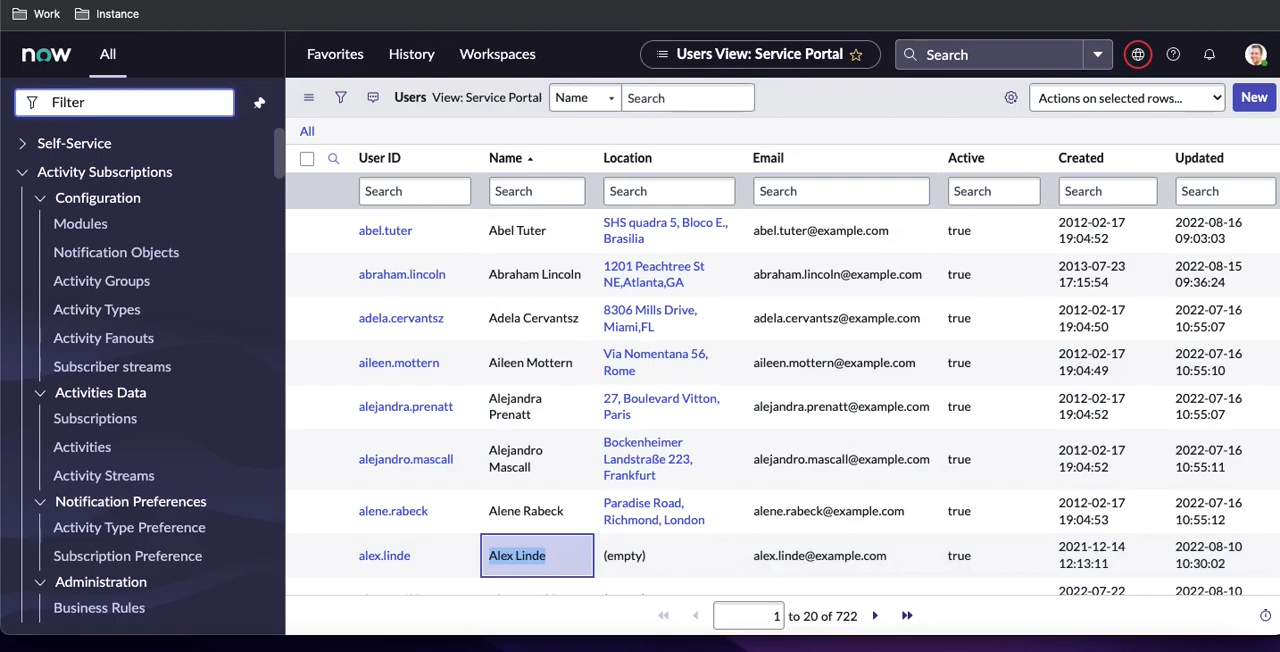 Work Instance
now All Favorites History Workspaces Users View: Service Portal Search
Filter
Self-Service
Activity Subscriptions
Configuration
Modules
Notification Objects
Activity Groups
Activity Types
Activity Fanouts
Subscriber streams
Activities Data
Subscriptions
Activities
Activity Streams
Notification Preferences
Activity Type Preference
Subscription Preference
Administration
Business Rules
Users View: Service Portal Name Search Actions on selected rows... New
All
User ID Name Location Email Active Created Updated
Search Search Search Search Search Search Search
abel.tuter Abel Tuter SHS quadra 5, Bloco E., abel.tuter@example.com true 2012-02-17 2022-08-16
Brasilia 19:04:52 09:03:03
abraham.lincoln Abraham Lincoln 1201 Peachtree St abraham.lincoln@example.com true 2013-07-23 2022-08-15
NE,Atlanta,GA 17:15:54 09:36:24
adela.cervantsz Adela Cervantsz 8306 Mills Drive, adela.cervantsz@example.com true 2012-02-17 2022-07-16
Miami,FL 19:04:50 10:55:07
aileen.mottern Aileen Mottern Via Nomentana 56, aileen.mottern@example.com true 2012-02-17 2022-07-16
Rome 19:04:49 10:55:10
alejandra.prenatt Alejandra 27, Boulevard Vitton, alejandra.prenatt@example.com true 2012-02-17 2022-07-16
Prenatt Paris 19:04:52 10:55:07
alejandro.mascall Alejandro Bockenheimer alejandro.mascall@example.com true 2012-02-17 2022-07-16
Mascall Landstraße 223, 19:04:52 10:55:11
Frankfurt
alene.rabeck Alene Rabeck Paradise Road, alene.rabeck@example.com true 2012-02-17 2022-07-16
Richmond, London 19:04:53 10:55:12
alex.linde Alex Linde (empty) alex.linde@example.com true 2021-12-14 2022-08-10
12:13:11 10:30:02
2022-07-22 2022-08-10
1 to 20 of 722